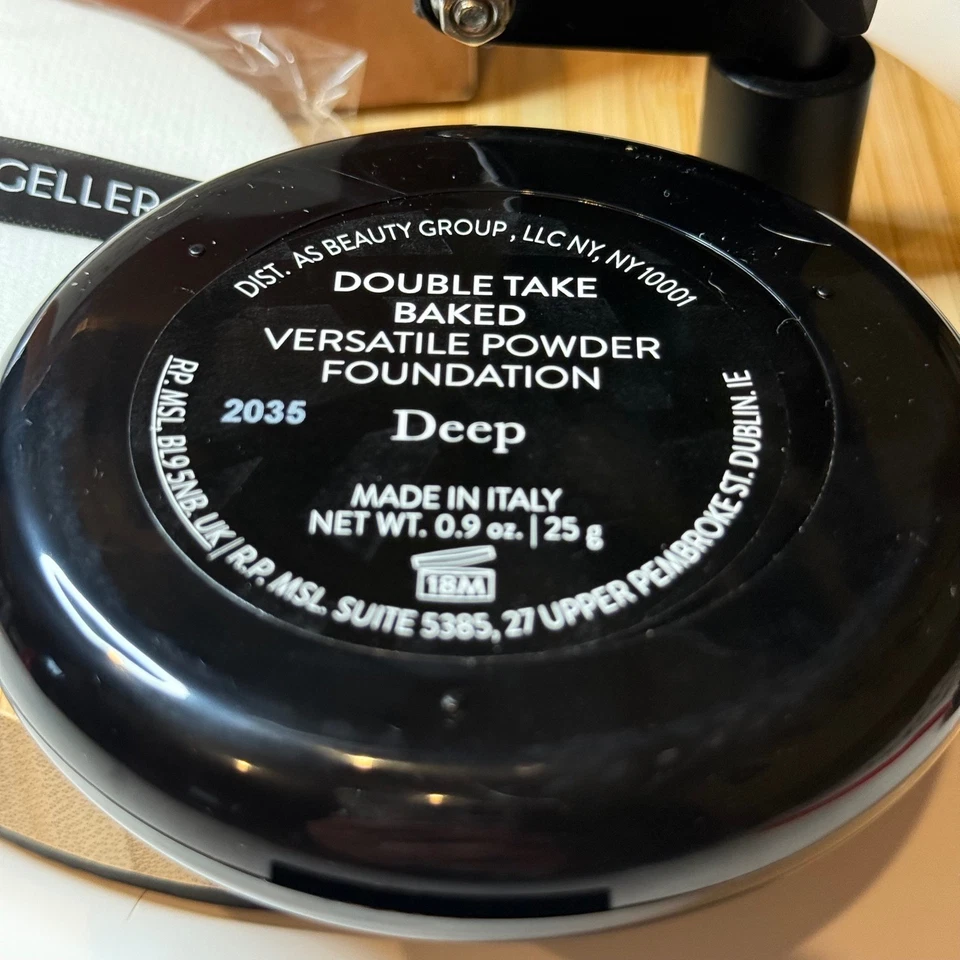 GELLER
DIST. AS BEAUTY GROUP, LLC NY, NY 10001
DOUBLE TAKE
BAKED
VERSATILE POWDER
FOUNDATION
2035
Deep
MADE IN ITALY
NET WT. 0.9 oz. | 25 g
18M
RP. MSL, BL9 5NB. UK / R.P. MSL. SUITE 5385, 27 UPPER PEMBROKE ST. DUBLIN. IE